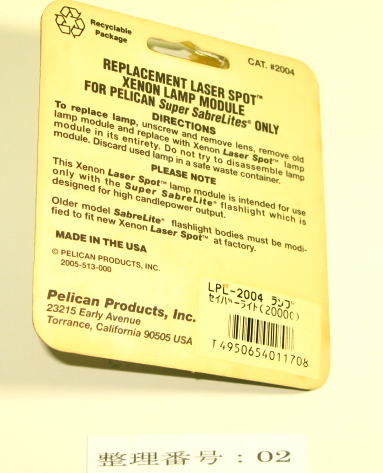 Recyclable
Package
CAT. #2004
REPLACEMENT LASER SPOT™
XENON LAMP MODULE
FOR PELICAN Super SabreLites® ONLY
DIRECTIONS
To replace lamp, unscrew and remove lens, remove old
lamp module and replace with Xenon Laser Spot™ lamp
module in its entirety. Do not try to disassemble lamp
module. Discard used lamp in a safe waste container.
PLEASE NOTE
This Xenon Laser Spot™ lamp module is intended for use
only with the Super SabreLite® flashlight which is
designed for high candlepower output.
Older model SabreLite® flashlight bodies must be modi-
fied to fit new Xenon Laser Spot™ at factory.
MADE IN THE USA
© PELICAN PRODUCTS, INC.
2005-513-000
Pelican Products, Inc.
23215 Early Avenue
Torrance, California 90505 USA
LPL-2004 ランプ
セイバーライト(2000C)
T4950654011708
整理番号:02